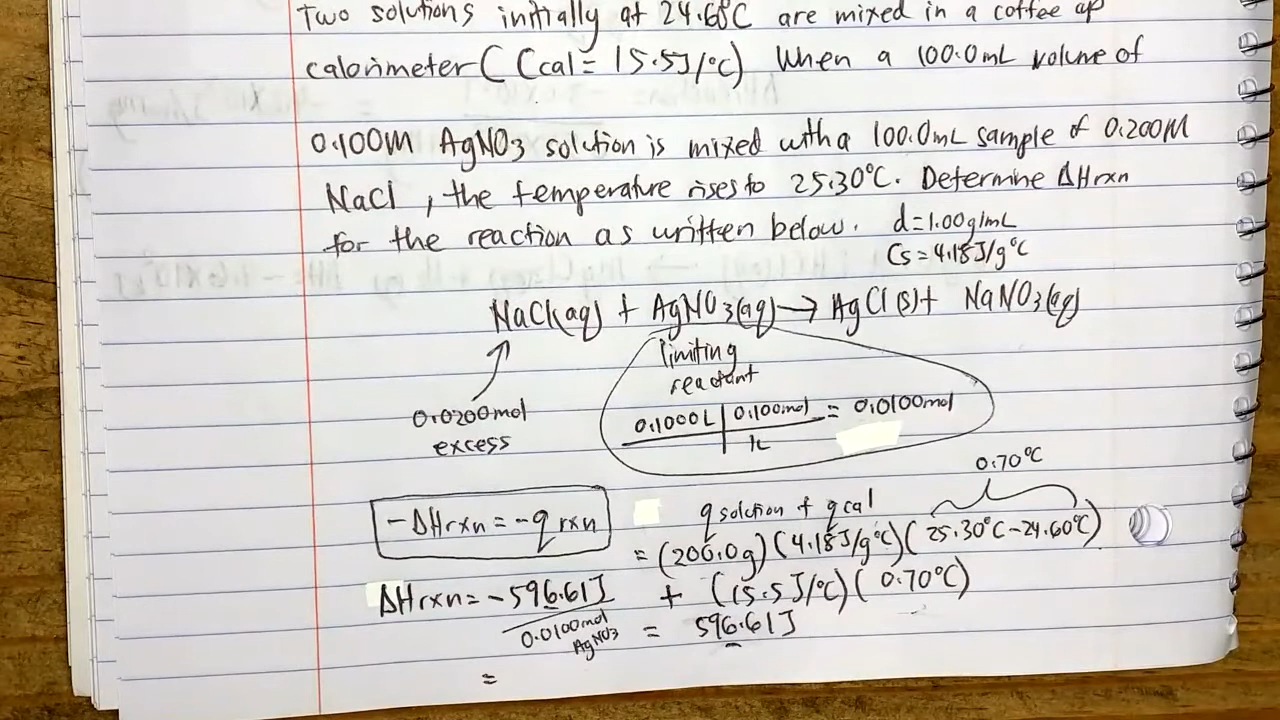 Two solutions initially at 24.60°C are mixed in a coffee cup
calorimeter (Ccal = 15.5J/°C) When a 100.0mL volume of
0.100M AgNO3 solution is mixed with a 100.0mL sample of 0.200M
NaCl, the temperature rises to 25.30°C. Determine ΔHrxn
for the reaction as written below. d=1.00g/mL
Cs = 4.18J/g°C
NaCl(aq) + AgNO3(aq) → AgCl(s) + NaNO3(aq)
limiting
reactant
0.1000L | 0.100mol = 0.0100mol
1L
0.0200mol
excess
0.70°C
-ΔHrxn = -q rxn
q solution + q cal
= (200.0g)(4.18J/g°C)(25.30°C-24.60°C)
+ (15.5J/°C)(0.70°C)
= 596.61J
ΔHrxn = -596.61J
0.0100mol
AgNO3
=